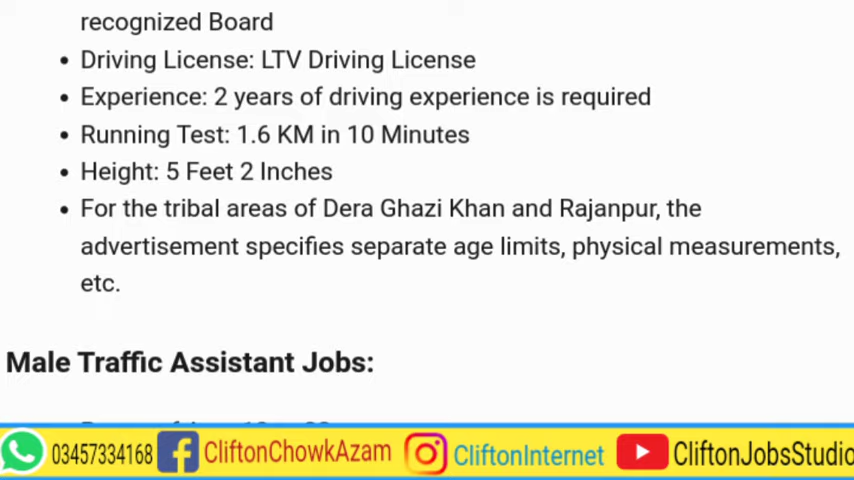 recognized Board
• Driving License: LTV Driving License
• Experience: 2 years of driving experience is required
• Running Test: 1.6 KM in 10 Minutes
• Height: 5 Feet 2 Inches
• For the tribal areas of Dera Ghazi Khan and Rajanpur, the
advertisement specifies separate age limits, physical measurements,
etc.
Male Traffic Assistant Jobs:
03457334168 CliftonChowkAzam CliftonInternet CliftonJobsStudio